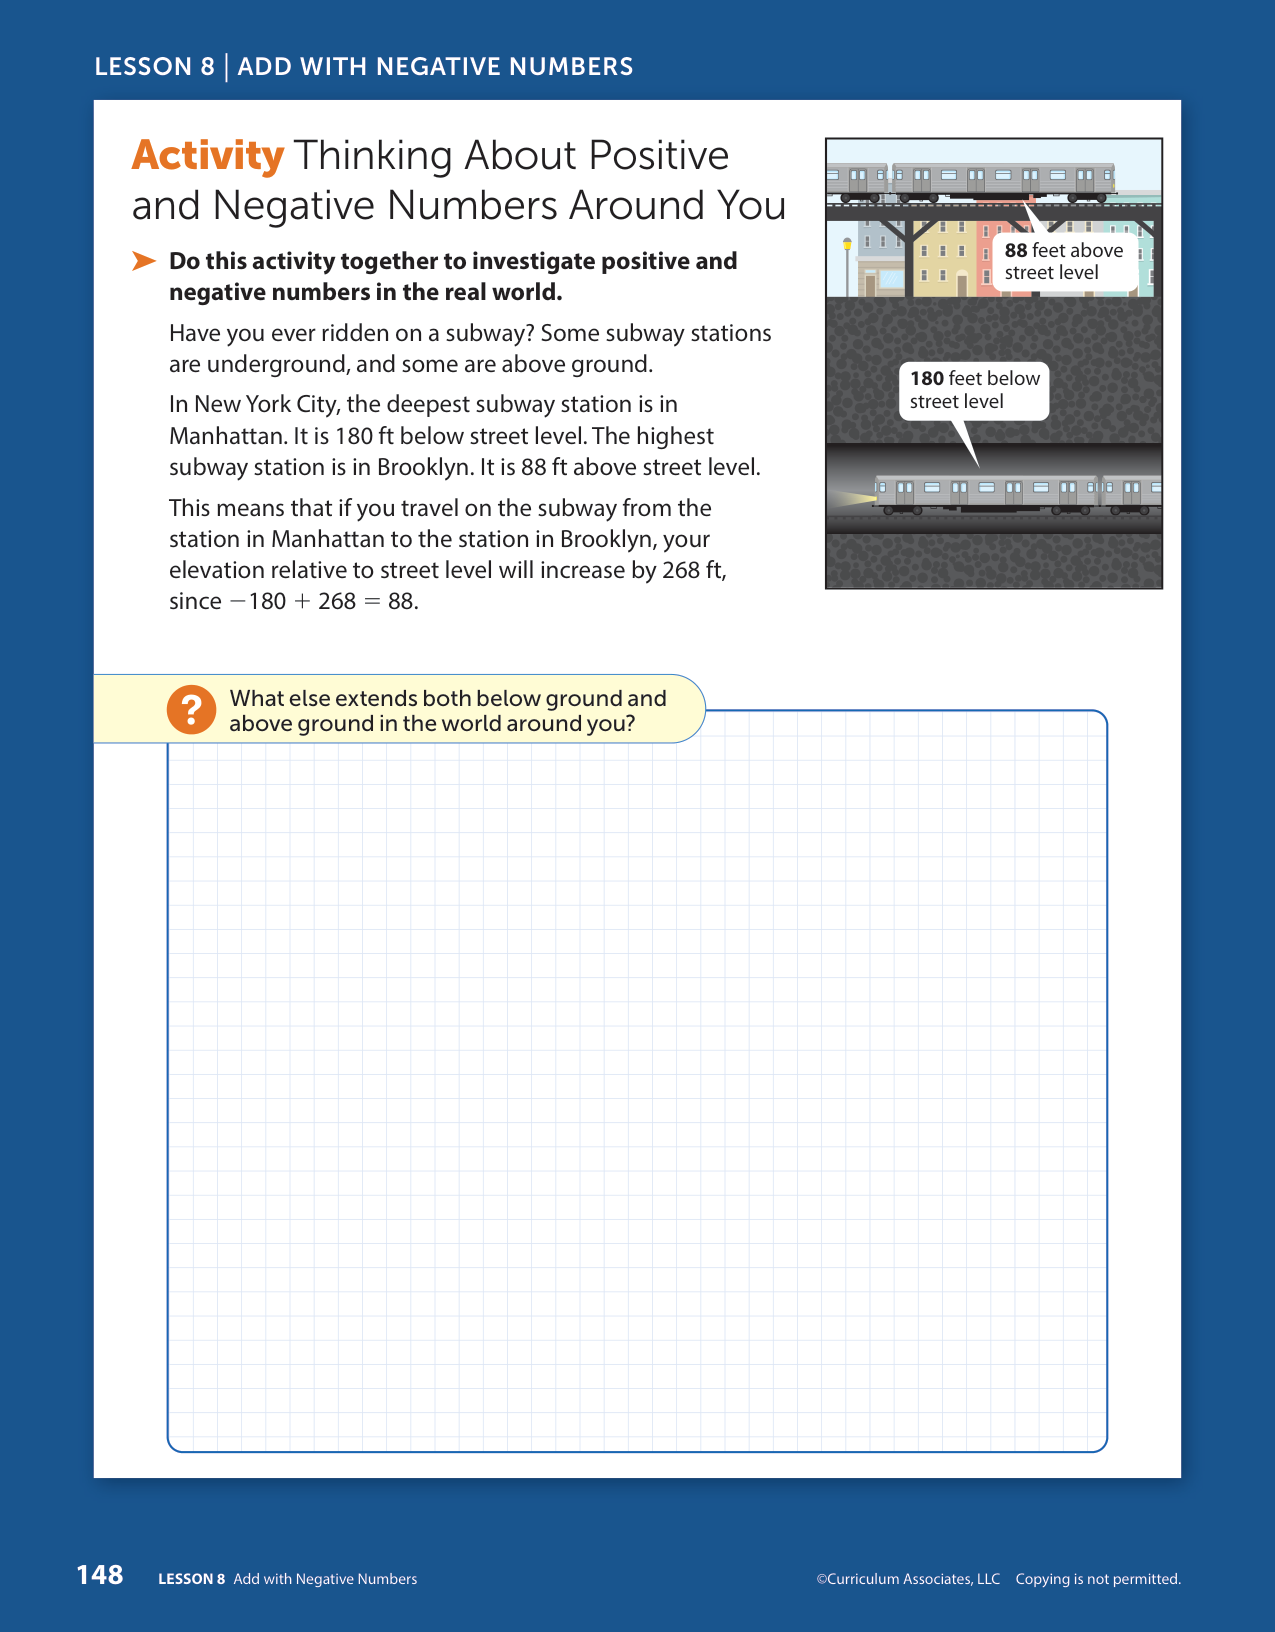 LESSON 8 | ADD WITH NEGATIVE NUMBERS
Activity Thinking About Positive
and Negative Numbers Around You
Do this activity together to investigate positive and
negative numbers in the real world.
Have you ever ridden on a subway? Some subway stations
are underground, and some are above ground.
In New York City, the deepest subway station is in
Manhattan. It is 180 ft below street level. The highest
subway station is in Brooklyn. It is 88 ft above street level.
This means that if you travel on the subway from the
station in Manhattan to the station in Brooklyn, your
elevation relative to street level will increase by 268 ft,
since −180 + 268 = 88.
88 feet above
street level
180 feet below
street level
?
What else extends both below ground and
above ground in the world around you?
148 LESSON 8 Add with Negative Numbers
©Curriculum Associates, LLC Copying is not permitted.